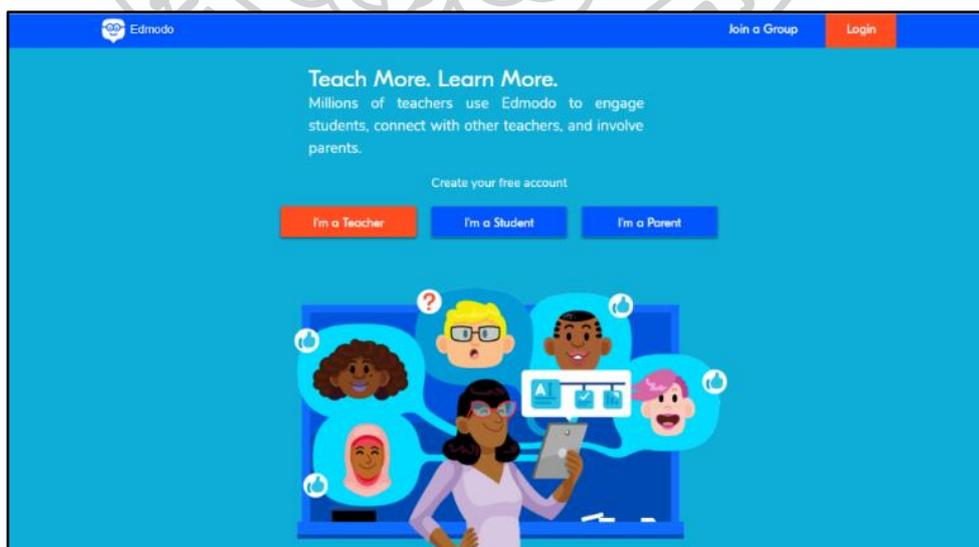 Edmodo
Join a Group
Login
Teach More. Learn More.
Millions of teachers use Edmodo to engage
students, connect with other teachers, and involve
parents.
Create your free account
I'm a Teacher
I'm a Student
I'm a Parent
?
A